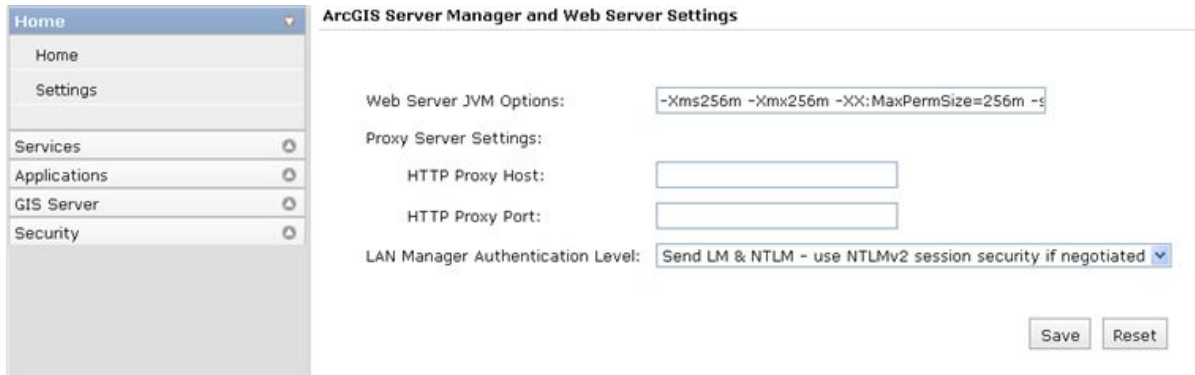 Home
ArcGIS Server Manager and Web Server Settings
Home
Settings
Services
Applications
GIS Server
Security
Web Server JVM Options: -Xms256m -Xmx256m -XX:MaxPermSize=256m -s
Proxy Server Settings:
HTTP Proxy Host:
HTTP Proxy Port:
LAN Manager Authentication Level: Send LM & NTLM - use NTLMv2 session security if negotiated
Save Reset